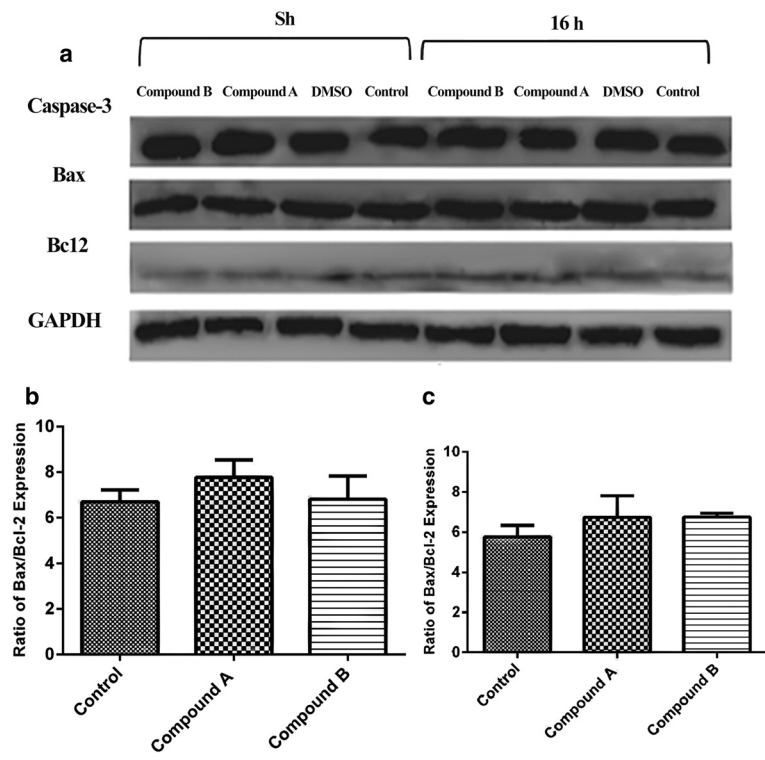 Sh 16 h
a
Compound B Compound A DMSO Control Compound B Compound A DMSO Control
Caspase-3
Bax
Bc12
GAPDH
b
Ratio of Bax/Bcl-2 Expression
10
8
6
4
2
0
Control Compound A Compound B
c
Ratio of Bax/Bcl-2 Expression
10
8
6
4
2
0
Control Compound A Compound B